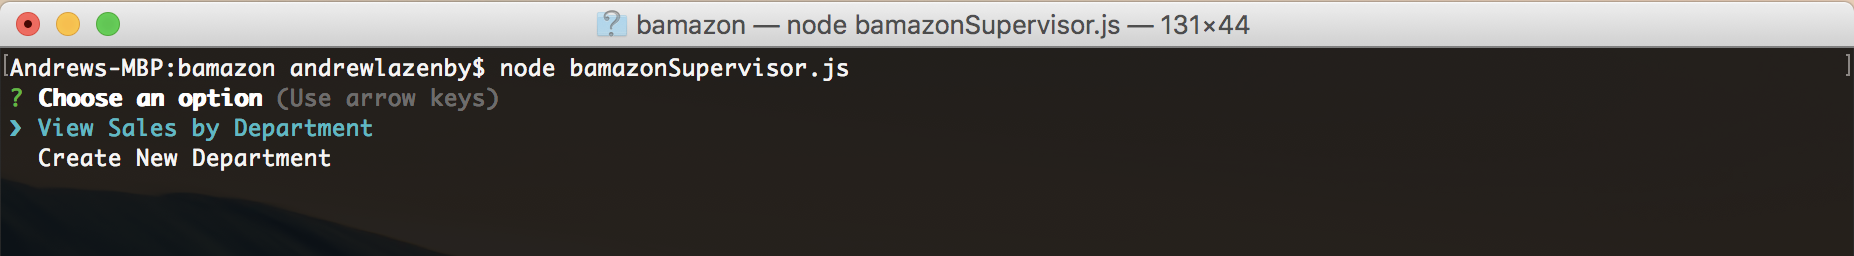 bamazon — node bamazonSupervisor.js — 131×44
[Andrews-MBP:bamazon andrewlazenby$ node bamazonSupervisor.js ]
? Choose an option (Use arrow keys)
❯ View Sales by Department
Create New Department